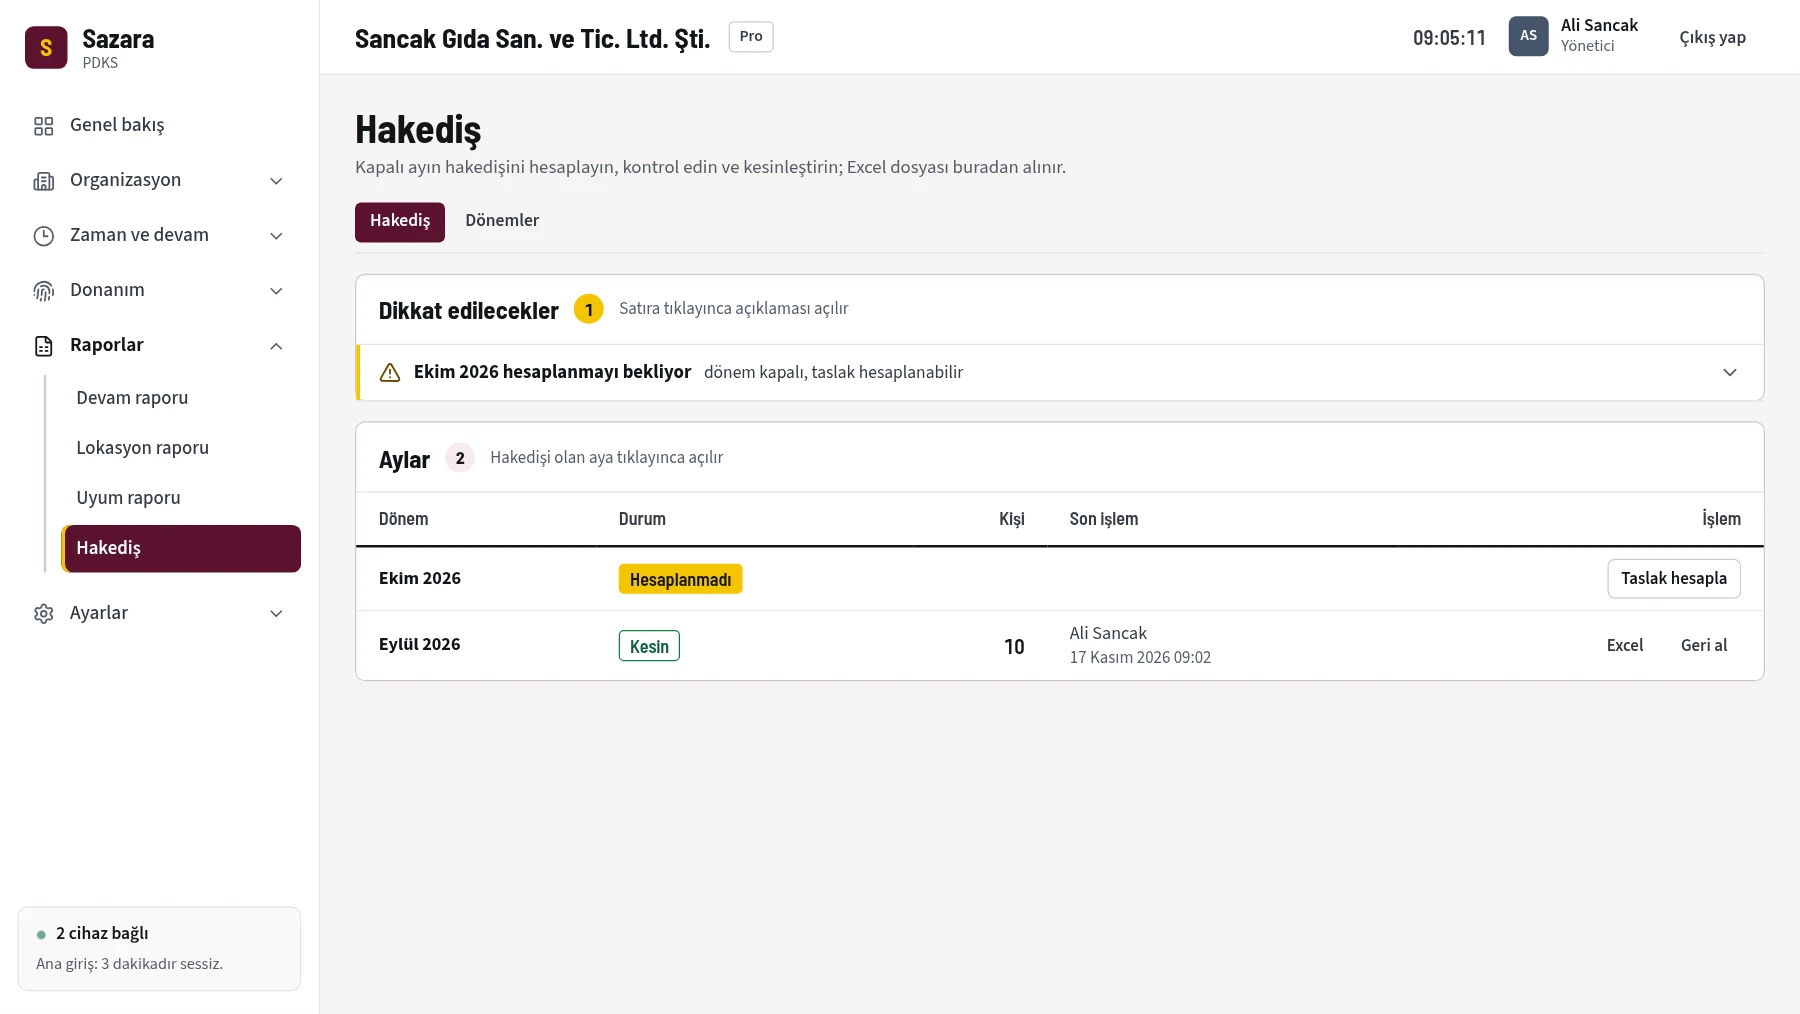 S
Sazara
PDKS
Genel bakış
Organizasyon
Zaman ve devam
Donanım
Raporlar
Devam raporu
Lokasyon raporu
Uyum raporu
Hakediş
Ayarlar
2 cihaz bağlı
Ana giriş: 3 dakikadır sessiz.
Sancak Gıda San. ve Tic. Ltd. Şti. Pro
09:05:11
AS
Ali Sancak
Yönetici
Çıkış yap
Hakediş
Kapalı ayın hakedişini hesaplayın, kontrol edin ve kesinleştirin; Excel dosyası buradan alınır.
Hakediş Dönemler
Dikkat edilecekler 1 Satıra tıklayınca açıklaması açılır
Ekim 2026 hesaplanmayı bekliyor dönem kapalı, taslak hesaplanabilir
Aylar 2 Hakedişi olan aya tıklayınca açılır
Dönem Durum Kişi Son işlem İşlem
Ekim 2026 Hesaplanmadı Taslak hesapla
Eylül 2026 Kesin 10 Ali Sancak
17 Kasım 2026 09:02
Excel Geri al